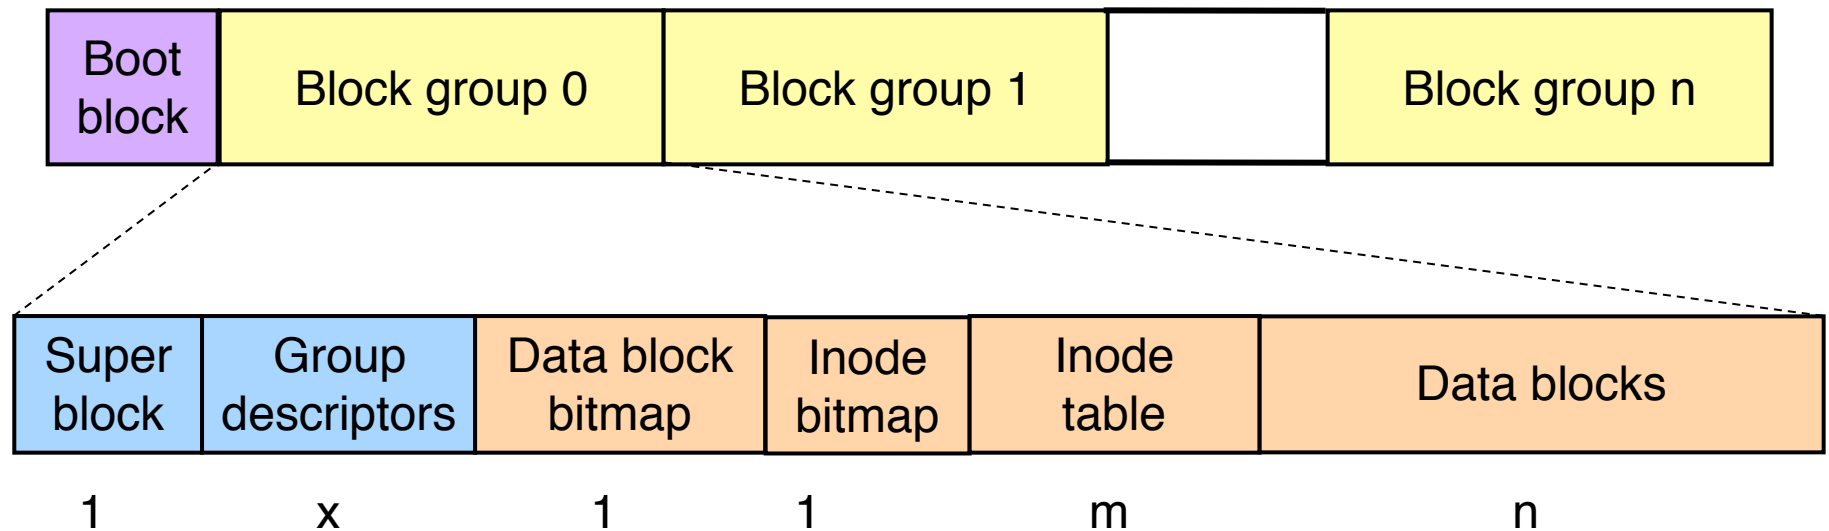 Boot
block
Block group 0
Block group 1
Block group n
Super
block
Group
descriptors
Data block
bitmap
Inode
bitmap
Inode
table
Data blocks
1
x
1
1
m
n